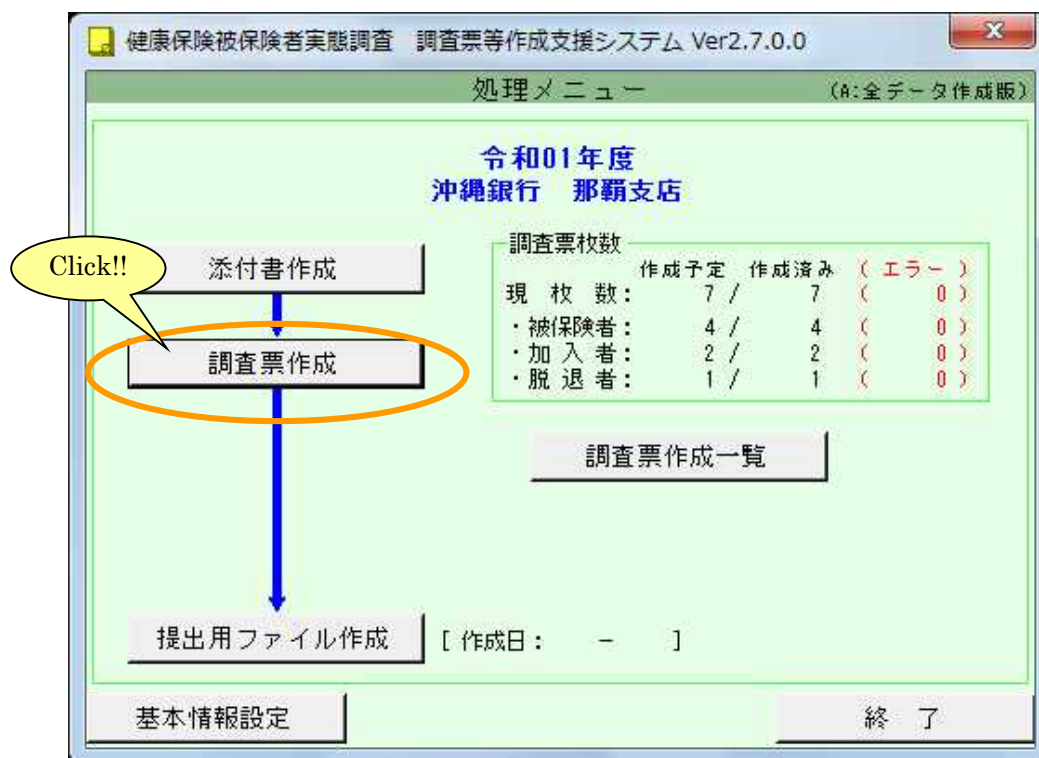 健康保険被保険者実態調査 調査票等作成支援システム Ver2.7.0.0
処理メニュー (A:全データ作成版)
令和01年度
沖縄銀行 那覇支店
Click!!
添付書作成
調査票作成
調査票枚数
作成予定 作成済み (エラー)
現 枚 数: 7 / 7 ( 0 )
・被保険者: 4 / 4 ( 0 )
・加 入 者: 2 / 2 ( 0 )
・脱 退 者: 1 / 1 ( 0 )
調査票作成一覧
提出用ファイル作成 [ 作成日: − ]
基本情報設定
終 了